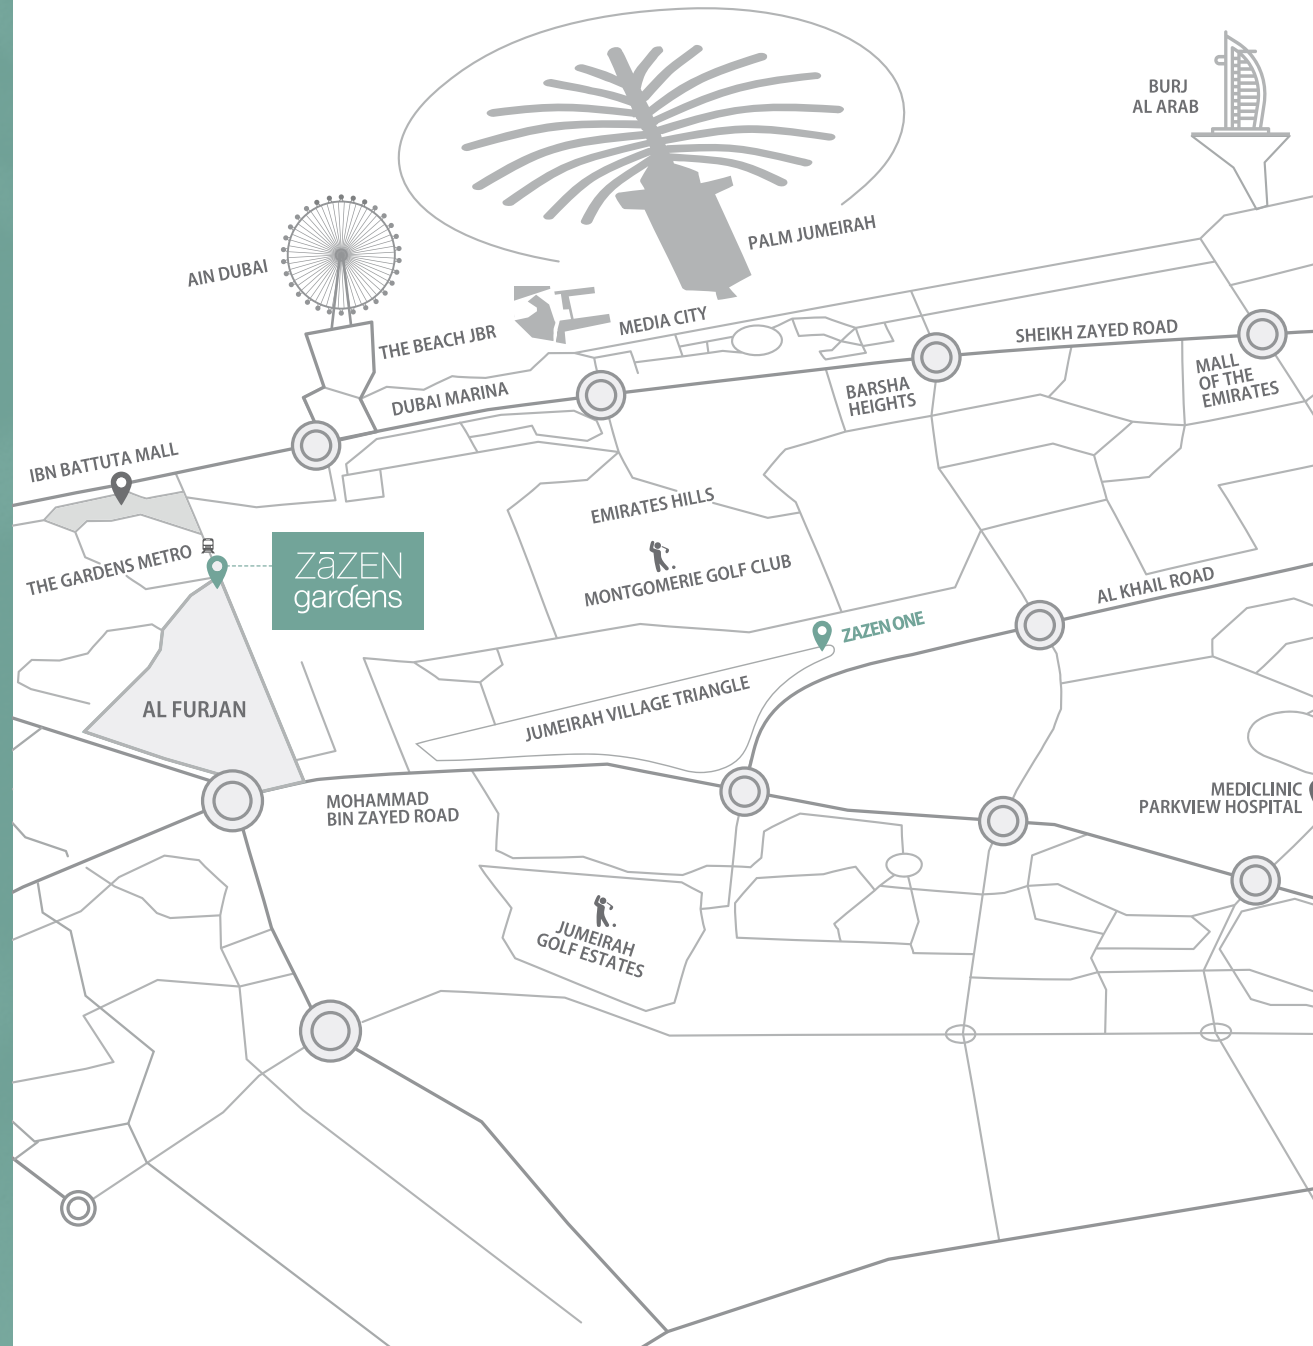 BURJ
AL ARAB
PALM JUMEIRAH
AIN DUBAI
MEDIA CITY
THE BEACH JBR
SHEIKH ZAYED ROAD
MALL
OF THE
EMIRATES
BARSHA
HEIGHTS
DUBAI MARINA
IBN BATTUTA MALL
EMIRATES HILLS
THE GARDENS METRO
ZāZEN
gardens
MONTGOMERIE GOLF CLUB
AL KHAIL ROAD
ZAZEN ONE
JUMEIRAH VILLAGE TRIANGLE
AL FURJAN
MOHAMMAD
BIN ZAYED ROAD
MEDICLINIC
PARKVIEW HOSPITAL
JUMEIRAH
GOLF ESTATES